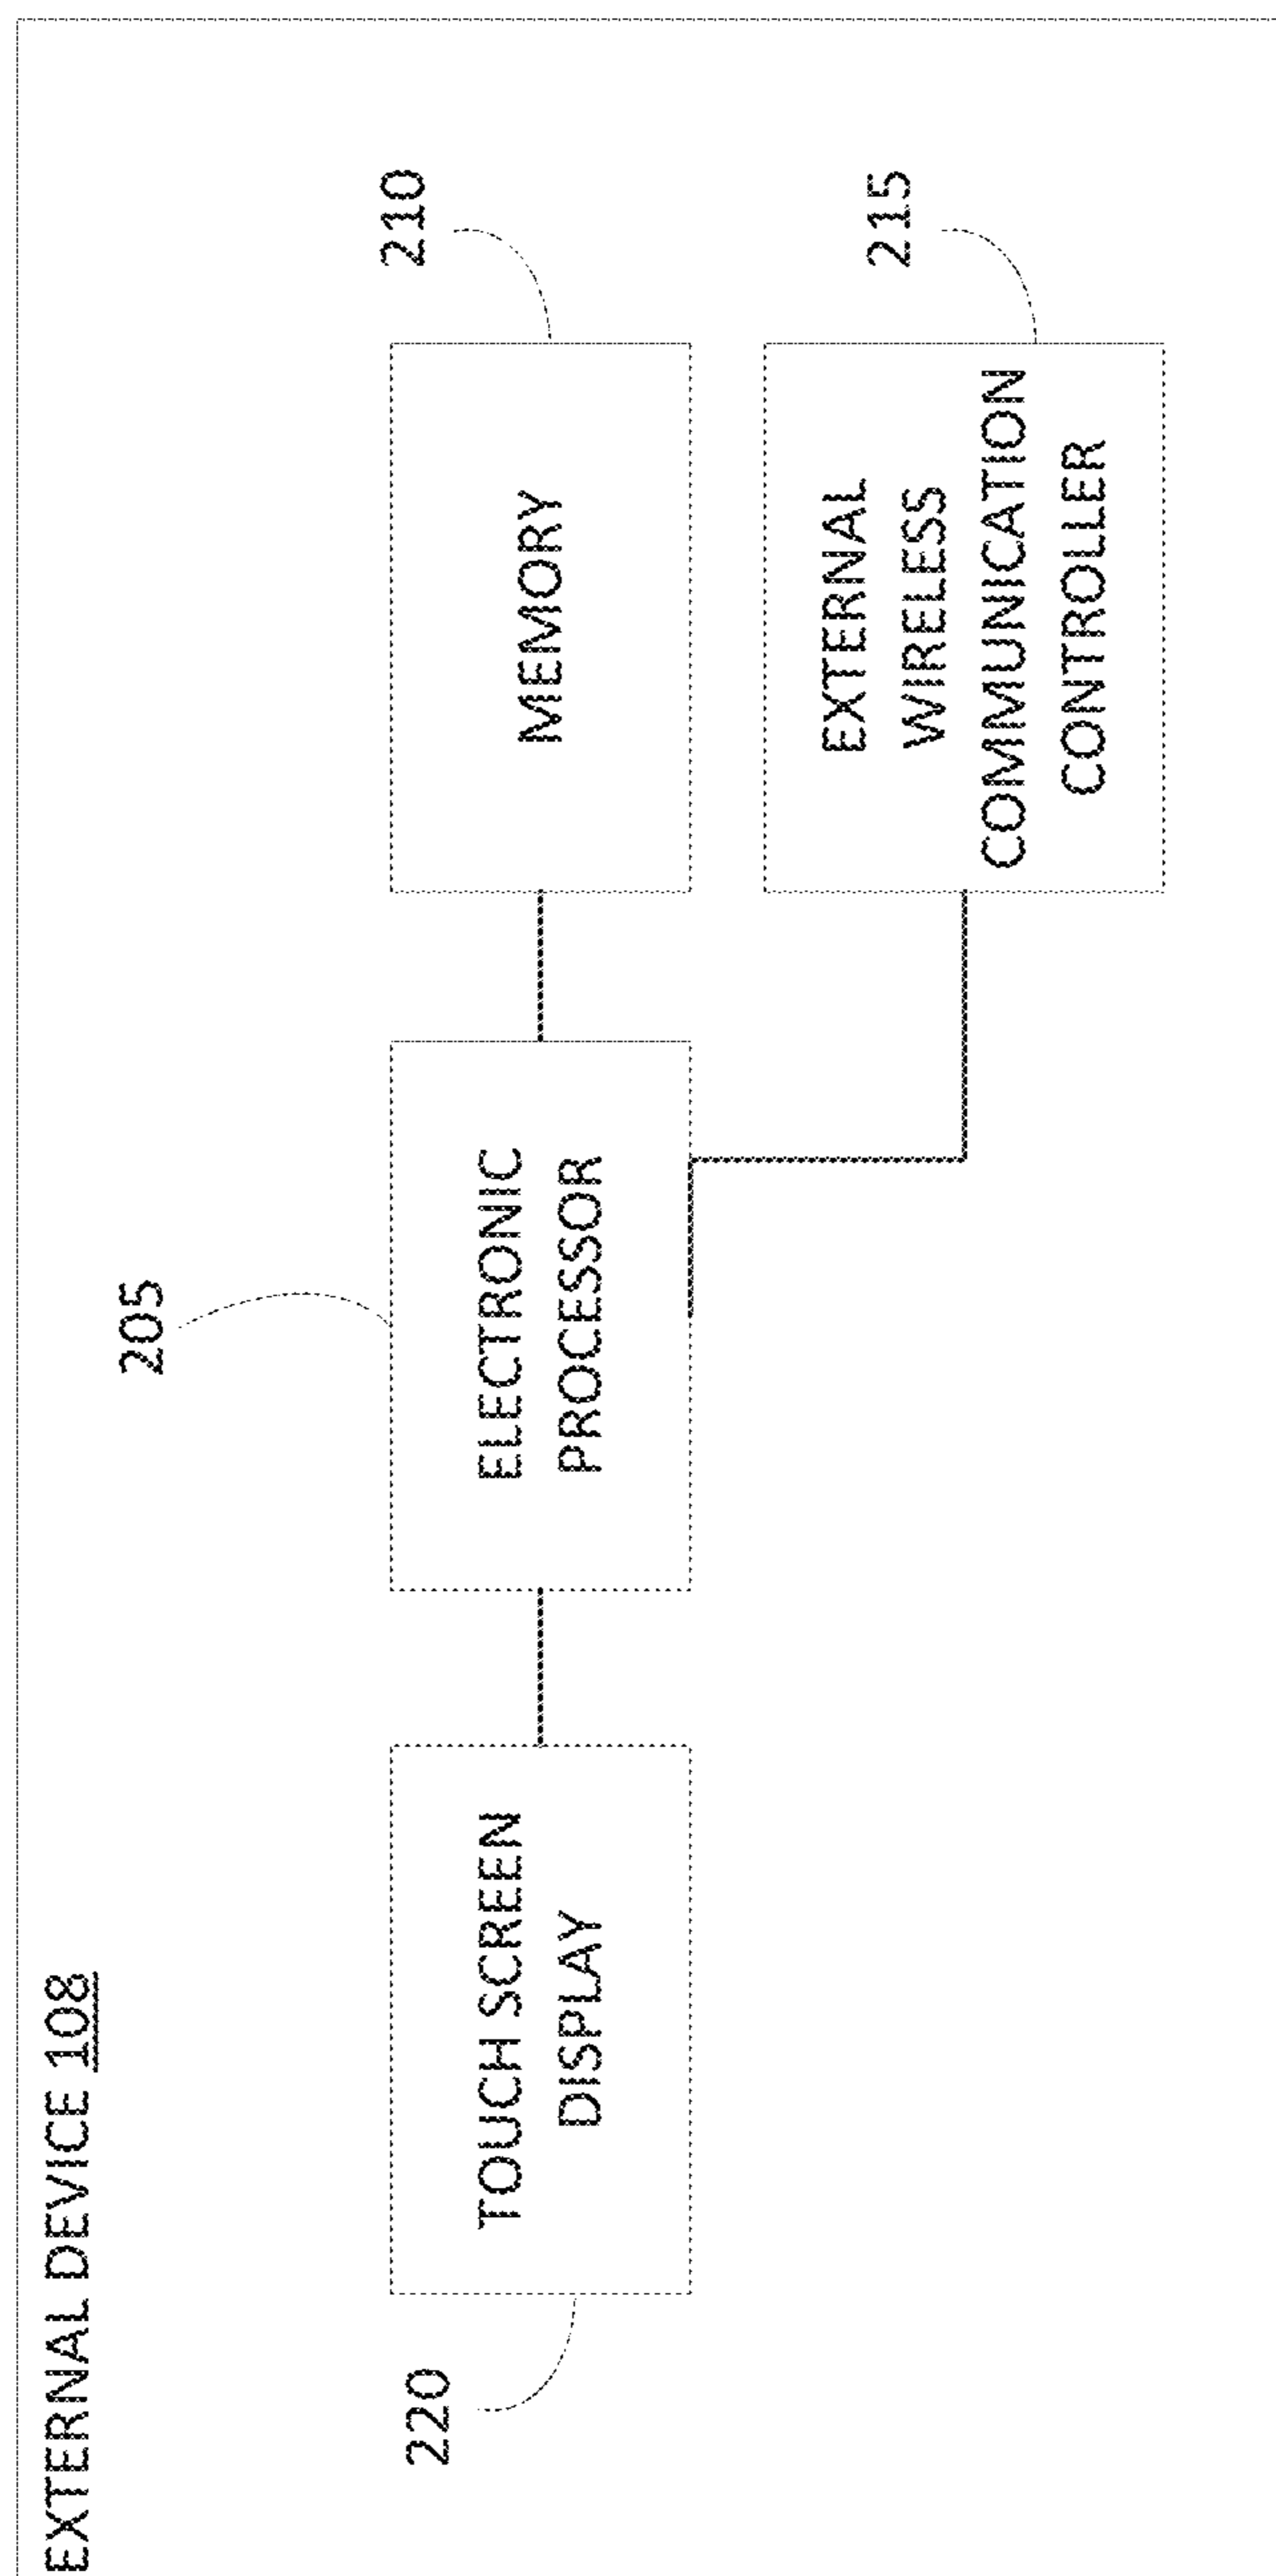 EXTERNAL DEVICE 108
205
220
TOUCH SCREEN
DISPLAY
ELECTRONIC
PROCESSOR
210
MEMORY
215
EXTERNAL
WIRELESS
COMMUNICATION
CONTROLLER